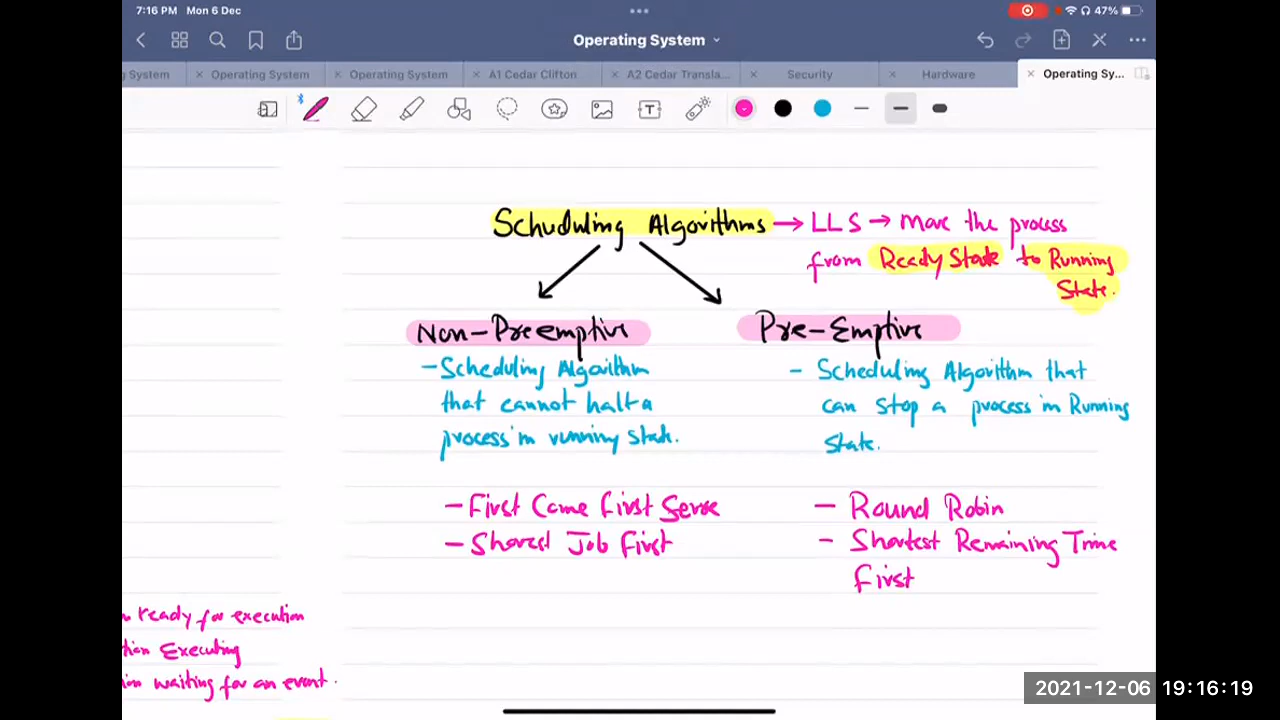 7:16 PM Mon 6 Dec
47%
Operating System
g System
Operating System
Operating System
A1 Cedar Clifton
A2 Cedar Transla...
Security
Hardware
Operating Sy...
Schuduling Algorithms → LLS → Move the process
from Ready State to Running
State.
Non-Preemptive
Pre-Emptive
- Scheduling Algorithm
that cannot halt a
process in running state.
- Scheduling Algorithm that
can stop a process in Running
State.
- First Come First Serve
- Shored Job First
- Round Robin
- Shortest Remaining Time
First
ready for execution
tion Executing
ion waiting for an event.
2021-12-06 19:16:19